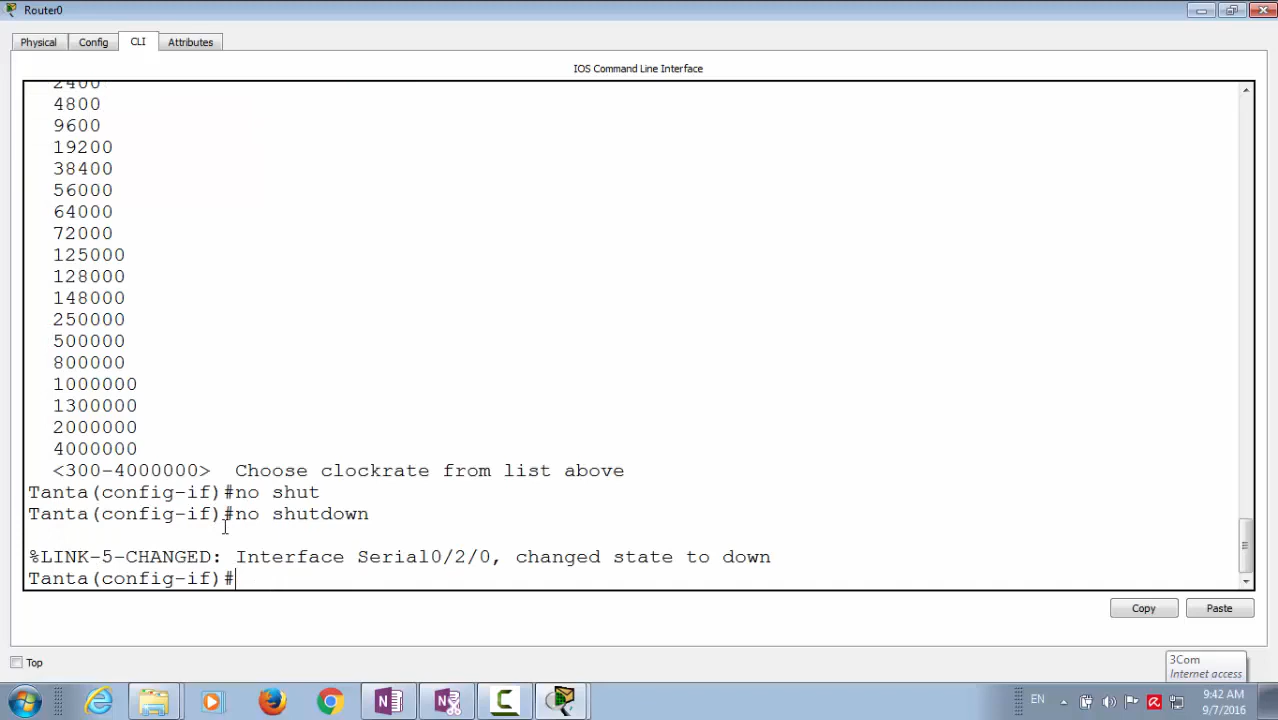 Router0
Physical
Config
CLI
Attributes
IOS Command Line Interface
2400
4800
9600
19200
38400
56000
64000
72000
125000
128000
148000
250000
500000
800000
1000000
1300000
2000000
4000000
<300-4000000> Choose clockrate from list above
Tanta(config-if)#no shut
Tanta(config-if)#no shutdown
%LINK-5-CHANGED: Interface Serial0/2/0, changed state to down
Tanta(config-if)#
Copy
Paste
Top
3Com
Internet access
EN
9:42 AM
9/7/2016